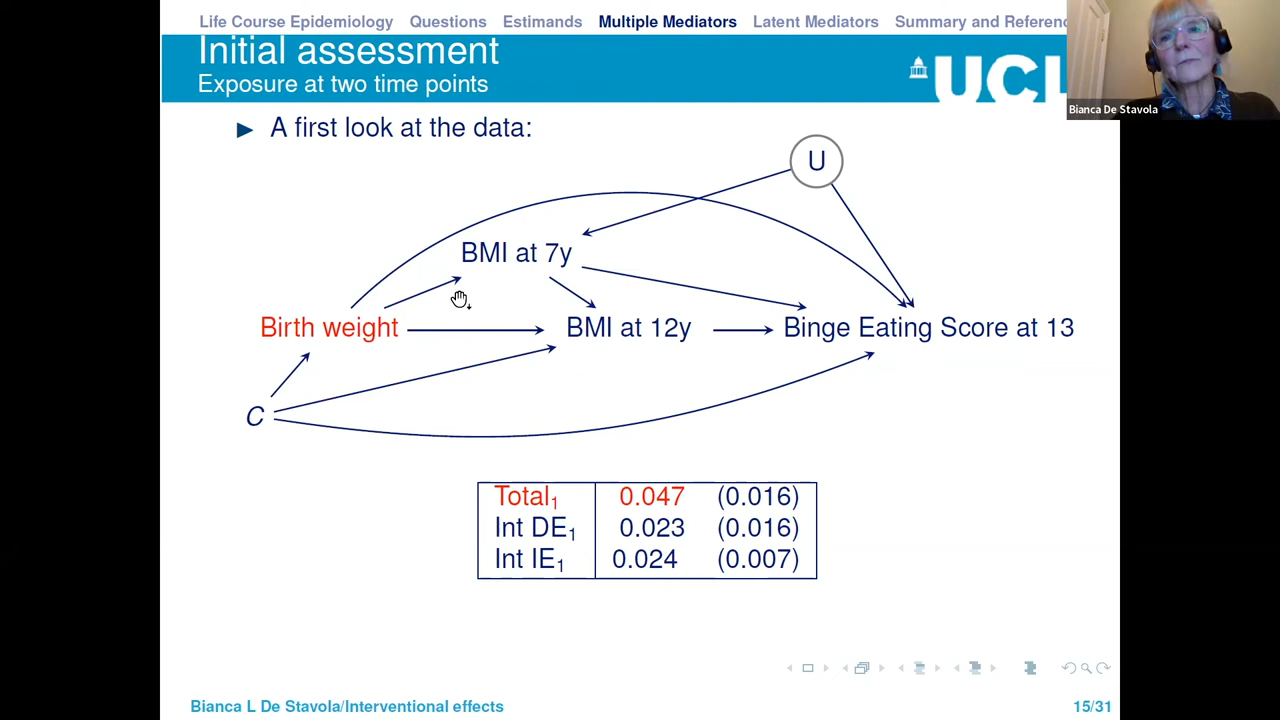 Life Course Epidemiology Questions Estimands Multiple Mediators Latent Mediators Summary and Referenc
Initial assessment
Exposure at two time points
UCL
Bianca De Stavola
▶ A first look at the data:
U
BMI at 7y
Birth weight BMI at 12y Binge Eating Score at 13
C
Total₁ 0.047 (0.016)
Int DE₁ 0.023 (0.016)
Int IE₁ 0.024 (0.007)
Bianca L De Stavola/Interventional effects 15/31